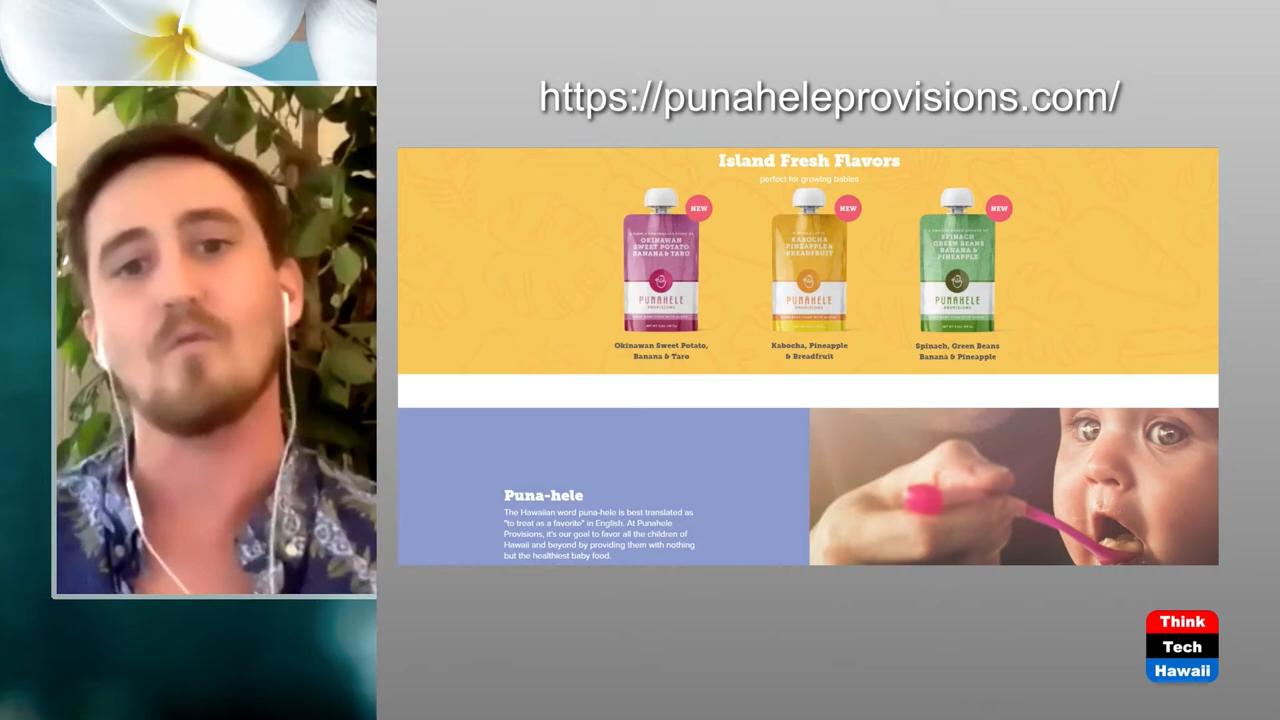 https://punaheleprovisions.com/
Island Fresh Flavors
perfect for growing babies
NEW
NEW
NEW
OKINAWAN
SWEET POTATO,
BANANA & TARO
PUNAHELE
PROVISIONS
KABOCHA
PINEAPPLE &
BREADFRUIT
PUNAHELE
PROVISIONS
SPINACH
GREEN BEANS
BANANA &
PINEAPPLE
PUNAHELE
PROVISIONS
Okinawan Sweet Potato,
Banana & Taro
Kabocha, Pineapple
& Breadfruit
Spinach, Green Beans
Banana & Pineapple
Puna-hele
The Hawaiian word puna-hele is best translated as
"to treat as a favorite" in English. At Punahele
Provisions, it's our goal to favor all the children of
Hawaii and beyond by providing them with nothing
but the healthiest baby food.
Think
Tech
Hawaii